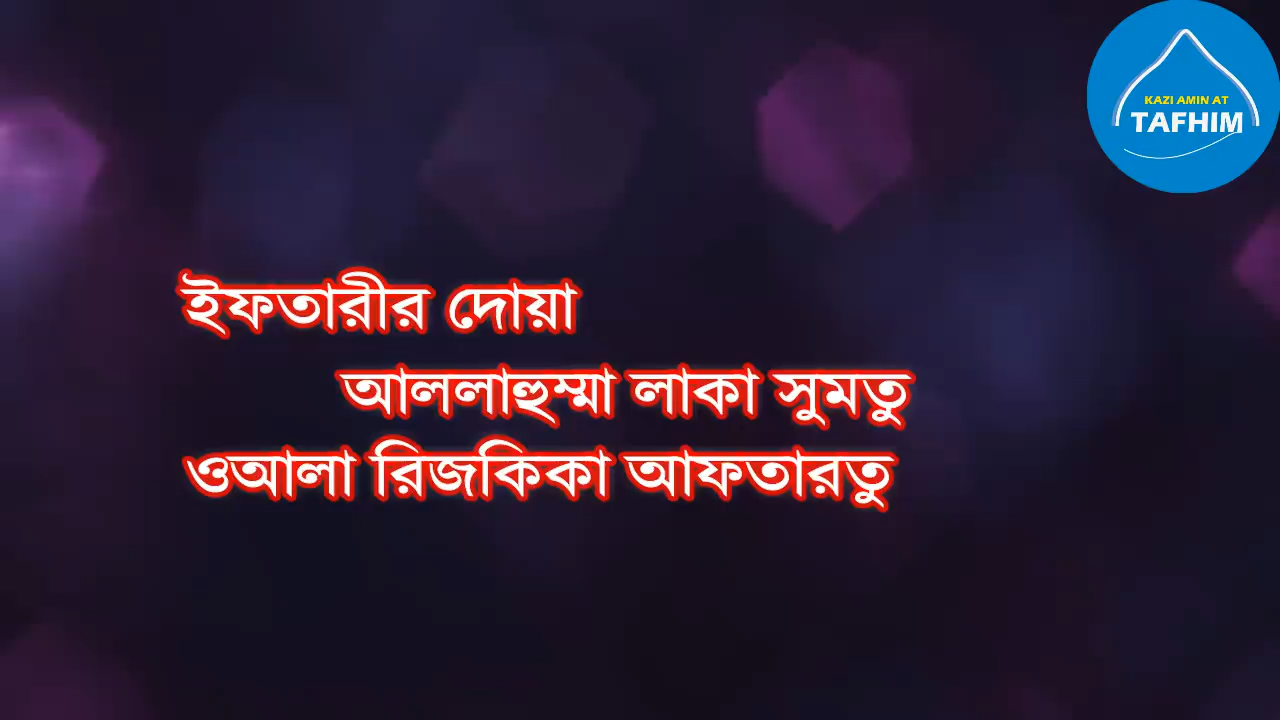 KAZI AMIN AT
TAFHIM
ইফতারীর দোয়া
আললাহুম্মা লাকা সুমতু
ওআলা রিজকিকা আফতারতু